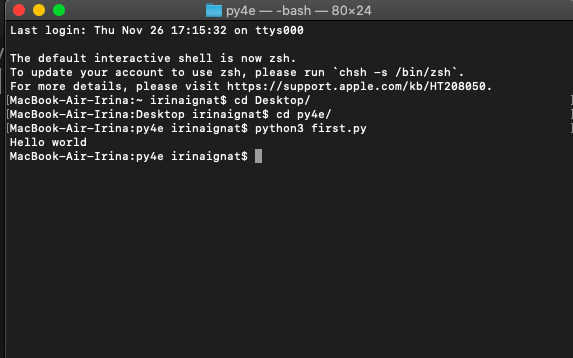 py4e — -bash — 80×24
Last login: Thu Nov 26 17:15:32 on ttys000
The default interactive shell is now zsh.
To update your account to use zsh, please run `chsh -s /bin/zsh`.
For more details, please visit https://support.apple.com/kb/HT208050.
[MacBook-Air-Irina:~ irinaignat$ cd Desktop/ ]
[MacBook-Air-Irina:Desktop irinaignat$ cd py4e/ ]
[MacBook-Air-Irina:py4e irinaignat$ python3 first.py ]
Hello world
MacBook-Air-Irina:py4e irinaignat$